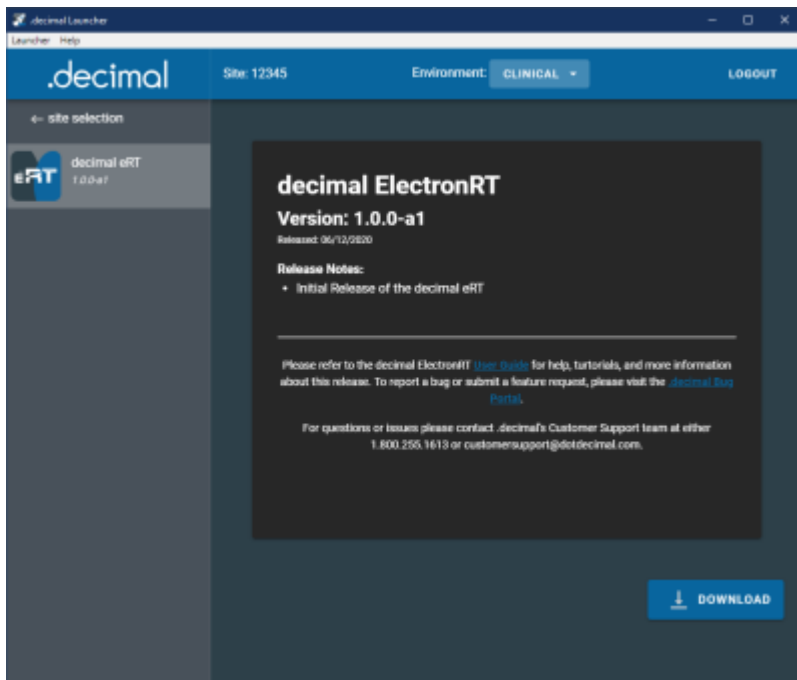 .decimal Launcher
Launcher Help
.decimal
Site: 12345
Environment: CLINICAL
LOGOUT
← site selection
eRT
decimal eRT
1.0.0-a1
decimal ElectronRT
Version: 1.0.0-a1
Released: 06/12/2020
Release Notes:
• Initial Release of the decimal eRT
Please refer to the decimal ElectronRT User Guide for help, turtorials, and more information
about this release. To report a bug or submit a feature request, please visit the .decimal Bug
Portal.
For questions or issues please contact .decimal's Customer Support team at either
1.800.255.1613 or customersupport@dotdecimal.com.
DOWNLOAD